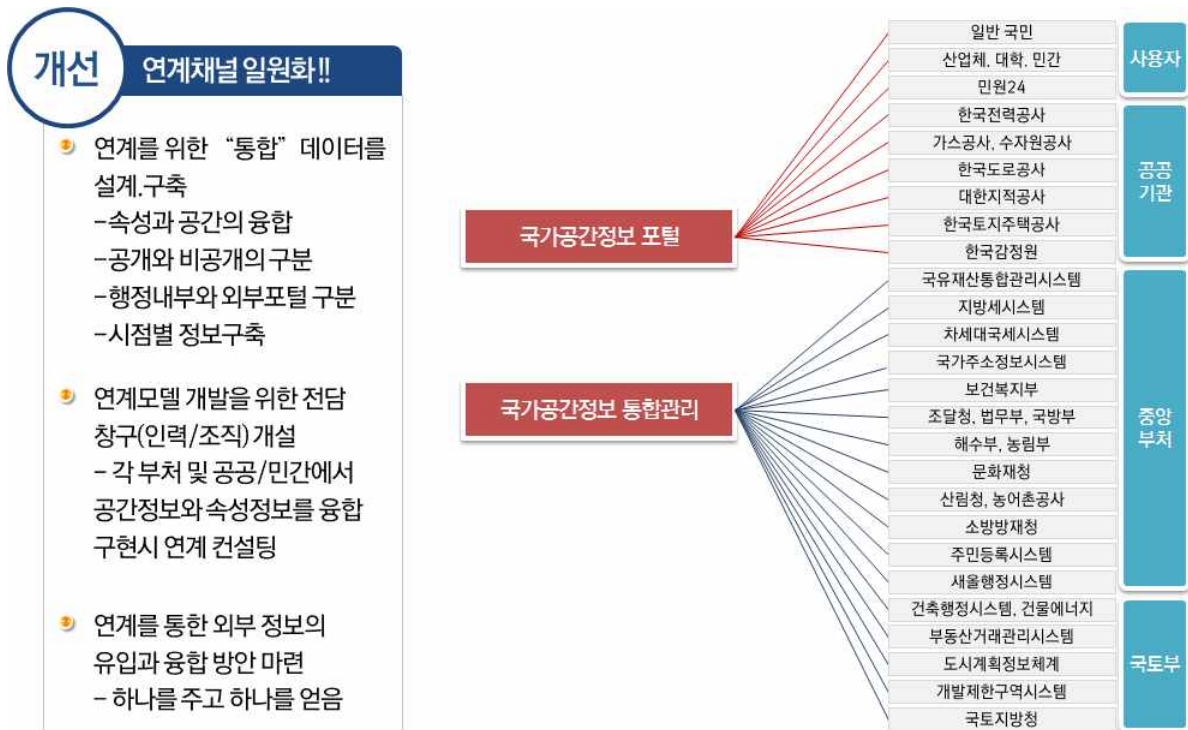 개선
연계채널 일원화!!
연계를 위한 “통합” 데이터를
설계.구축
-속성과 공간의 융합
-공개와 비공개의 구분
-행정내부와 외부포털 구분
-시점별 정보구축
연계모델 개발을 위한 전담
창구(인력/조직) 개설
- 각 부처 및 공공/민간에서
공간정보와 속성정보를 융합
구현시 연계 컨설팅
연계를 통한 외부 정보의
유입과 융합 방안 마련
- 하나를 주고 하나를 얻음
국가공간정보 포털
국가공간정보 통합관리
일반 국민
산업체, 대학, 민간
민원24
한국전력공사
가스공사, 수자원공사
한국도로공사
대한지적공사
한국토지주택공사
한국감정원
국유재산통합관리시스템
지방세시스템
차세대국세시스템
국가주소정보시스템
보건복지부
조달청, 법무부, 국방부
해수부, 농림부
문화재청
산림청, 농어촌공사
소방방재청
주민등록시스템
새올행정시스템
건축행정시스템, 건물에너지
부동산거래관리시스템
도시계획정보체계
개발제한구역시스템
국토지방청
사용자
공공
기관
중앙
부처
국토부